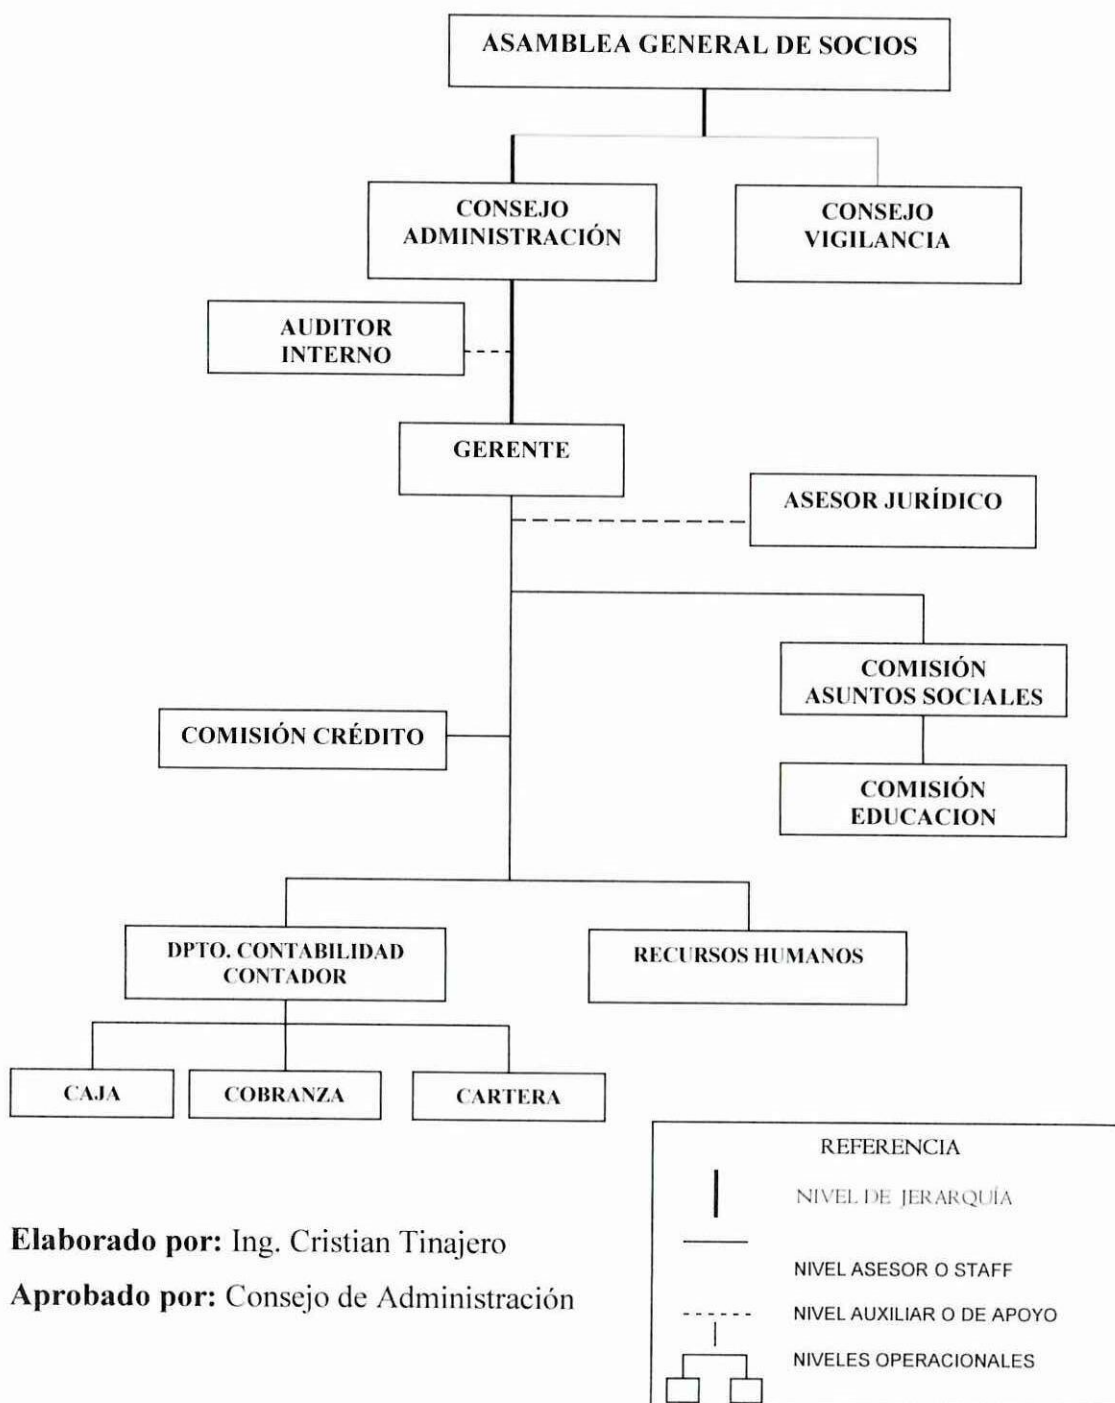 ASAMBLEA GENERAL DE SOCIOS
CONSEJO
ADMINISTRACIÓN
CONSEJO
VIGILANCIA
AUDITOR
INTERNO
GERENTE
ASESOR JURÍDICO
COMISIÓN
ASUNTOS SOCIALES
COMISIÓN CRÉDITO
COMISIÓN
EDUCACION
DPTO. CONTABILIDAD
CONTADOR
RECURSOS HUMANOS
CAJA
COBRANZA
CARTERA
REFERENCIA
NIVEL DE JERARQUÍA
NIVEL ASESOR O STAFF
NIVEL AUXILIAR O DE APOYO
NIVELES OPERACIONALES
Elaborado por: Ing. Cristian Tinajero
Aprobado por: Consejo de Administración